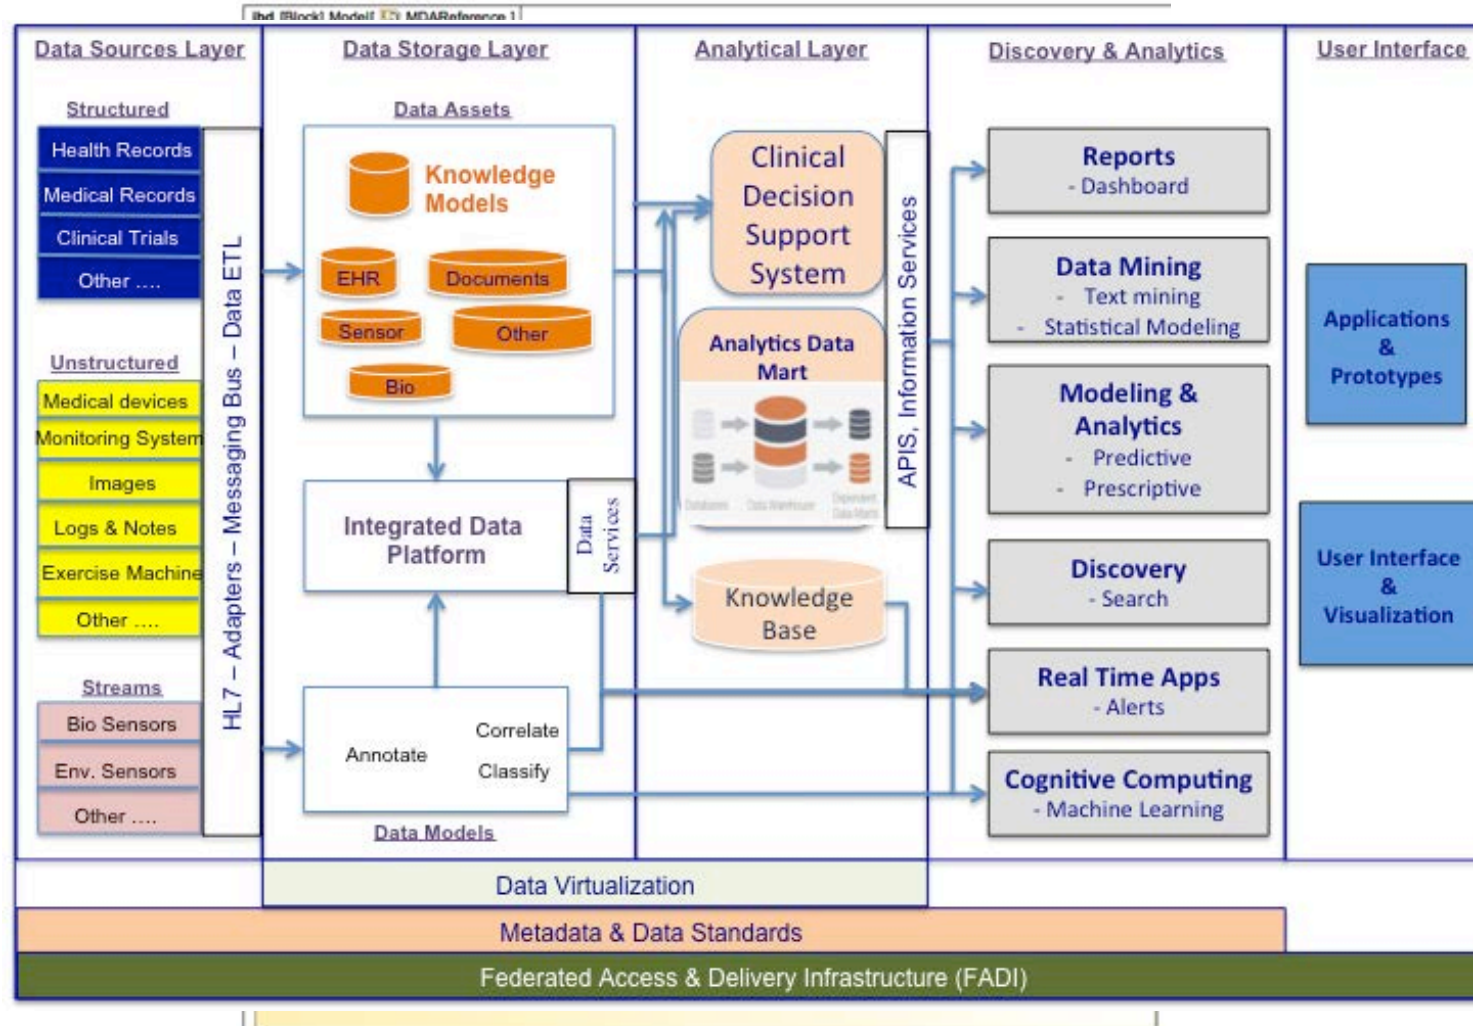 ibd [Block] Model[ MDAReference ]
Data Sources Layer
Structured
Health Records
Medical Records
Clinical Trials
Other ....
Unstructured
Medical devices
Monitoring System
Images
Logs & Notes
Exercise Machine
Other ....
Streams
Bio Sensors
Env. Sensors
Other ....
HL7 – Adapters – Messaging Bus – Data ETL
Data Storage Layer
Data Assets
Knowledge
Models
EHR
Documents
Sensor
Other
Bio
Integrated Data
Platform
Data
Services
Annotate
Correlate
Classify
Data Models
Analytical Layer
Clinical
Decision
Support
System
Analytics Data
Mart
Databases
Data Warehouse
Dependent
Data Marts
Knowledge
Base
APIS, Information Services
Discovery & Analytics
Reports
- Dashboard
Data Mining
- Text mining
- Statistical Modeling
Modeling &
Analytics
- Predictive
- Prescriptive
Discovery
- Search
Real Time Apps
- Alerts
Cognitive Computing
- Machine Learning
User Interface
Applications
&
Prototypes
User Interface
&
Visualization
Data Virtualization
Metadata & Data Standards
Federated Access & Delivery Infrastructure (FADI)